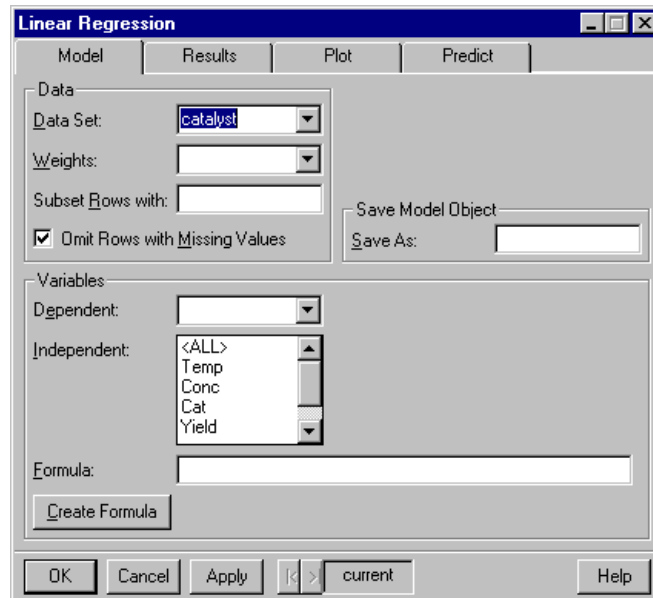 Linear Regression
Model Results Plot Predict
Data
Data Set: catalyst
Weights:
Subset Rows with:
Omit Rows with Missing Values
Save Model Object
Save As:
Variables
Dependent:
Independent: <ALL>
Temp
Conc
Cat
Yield
Formula:
Create Formula
OK Cancel Apply current Help